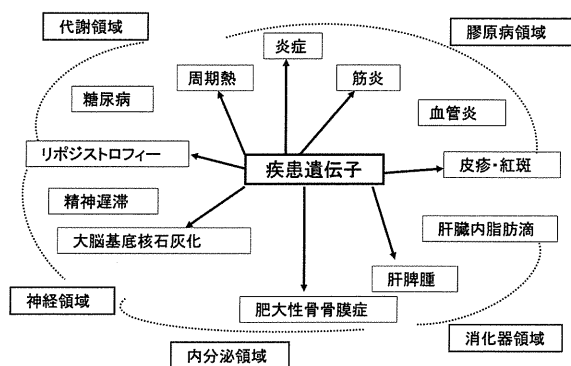 代謝領域
膠原病領域
炎症
周期熱
筋炎
糖尿病
血管炎
リポジストロフィー
疾患遺伝子
皮疹・紅斑
精神遅滞
大脳基底核石灰化
肝臓内脂肪滴
肝脾腫
神経領域
肥大性骨骨膜症
消化器領域
内分泌領域